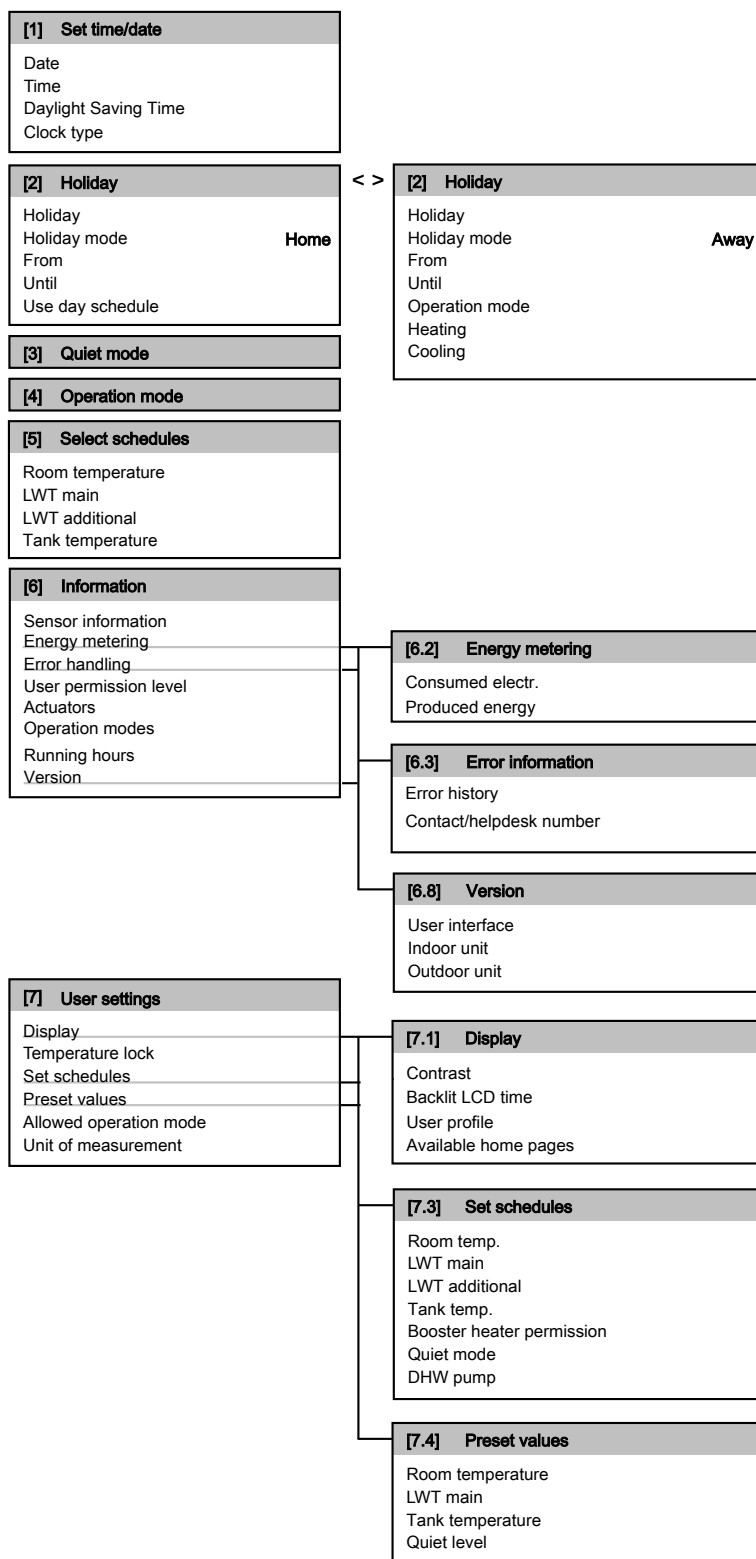 [1] Set time/date
Date
Time
Daylight Saving Time
Clock type
[2] Holiday
Holiday
Holiday mode Home
From
Until
Use day schedule
< >
[2] Holiday
Holiday
Holiday mode Away
From
Until
Operation mode
Heating
Cooling
[3] Quiet mode
[4] Operation mode
[5] Select schedules
Room temperature
LWT main
LWT additional
Tank temperature
[6] Information
Sensor information
Energy metering
Error handling
User permission level
Actuators
Operation modes
Running hours
Version
[6.2] Energy metering
Consumed electr.
Produced energy
[6.3] Error information
Error history
Contact/helpdesk number
[6.8] Version
User interface
Indoor unit
Outdoor unit
[7] User settings
Display
Temperature lock
Set schedules
Preset values
Allowed operation mode
Unit of measurement
[7.1] Display
Contrast
Backlit LCD time
User profile
Available home pages
[7.3] Set schedules
Room temp.
LWT main
LWT additional
Tank temp.
Booster heater permission
Quiet mode
DHW pump
[7.4] Preset values
Room temperature
LWT main
Tank temperature
Quiet level